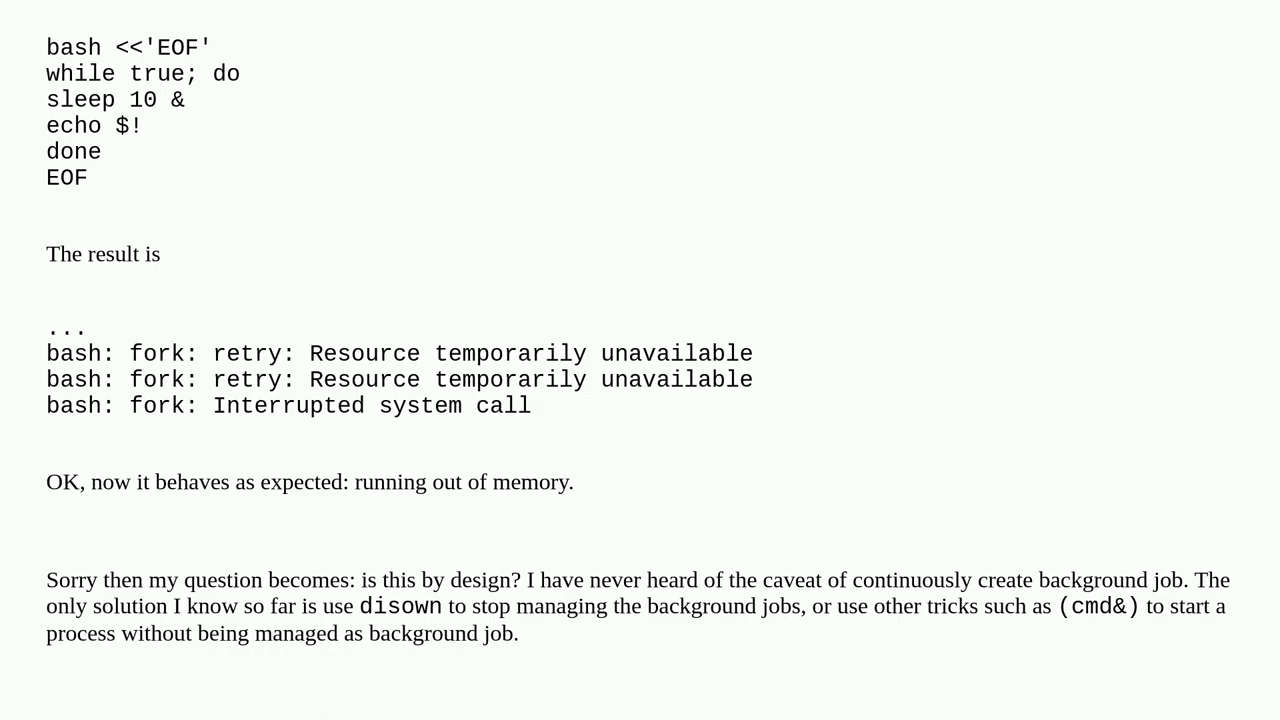 bash <<'EOF'
while true; do
sleep 10 &
echo $!
done
EOF
The result is
...
bash: fork: retry: Resource temporarily unavailable
bash: fork: retry: Resource temporarily unavailable
bash: fork: Interrupted system call
OK, now it behaves as expected: running out of memory.
Sorry then my question becomes: is this by design? I have never heard of the caveat of continuously create background job. The
only solution I know so far is use disown to stop managing the background jobs, or use other tricks such as (cmd&) to start a
process without being managed as background job.